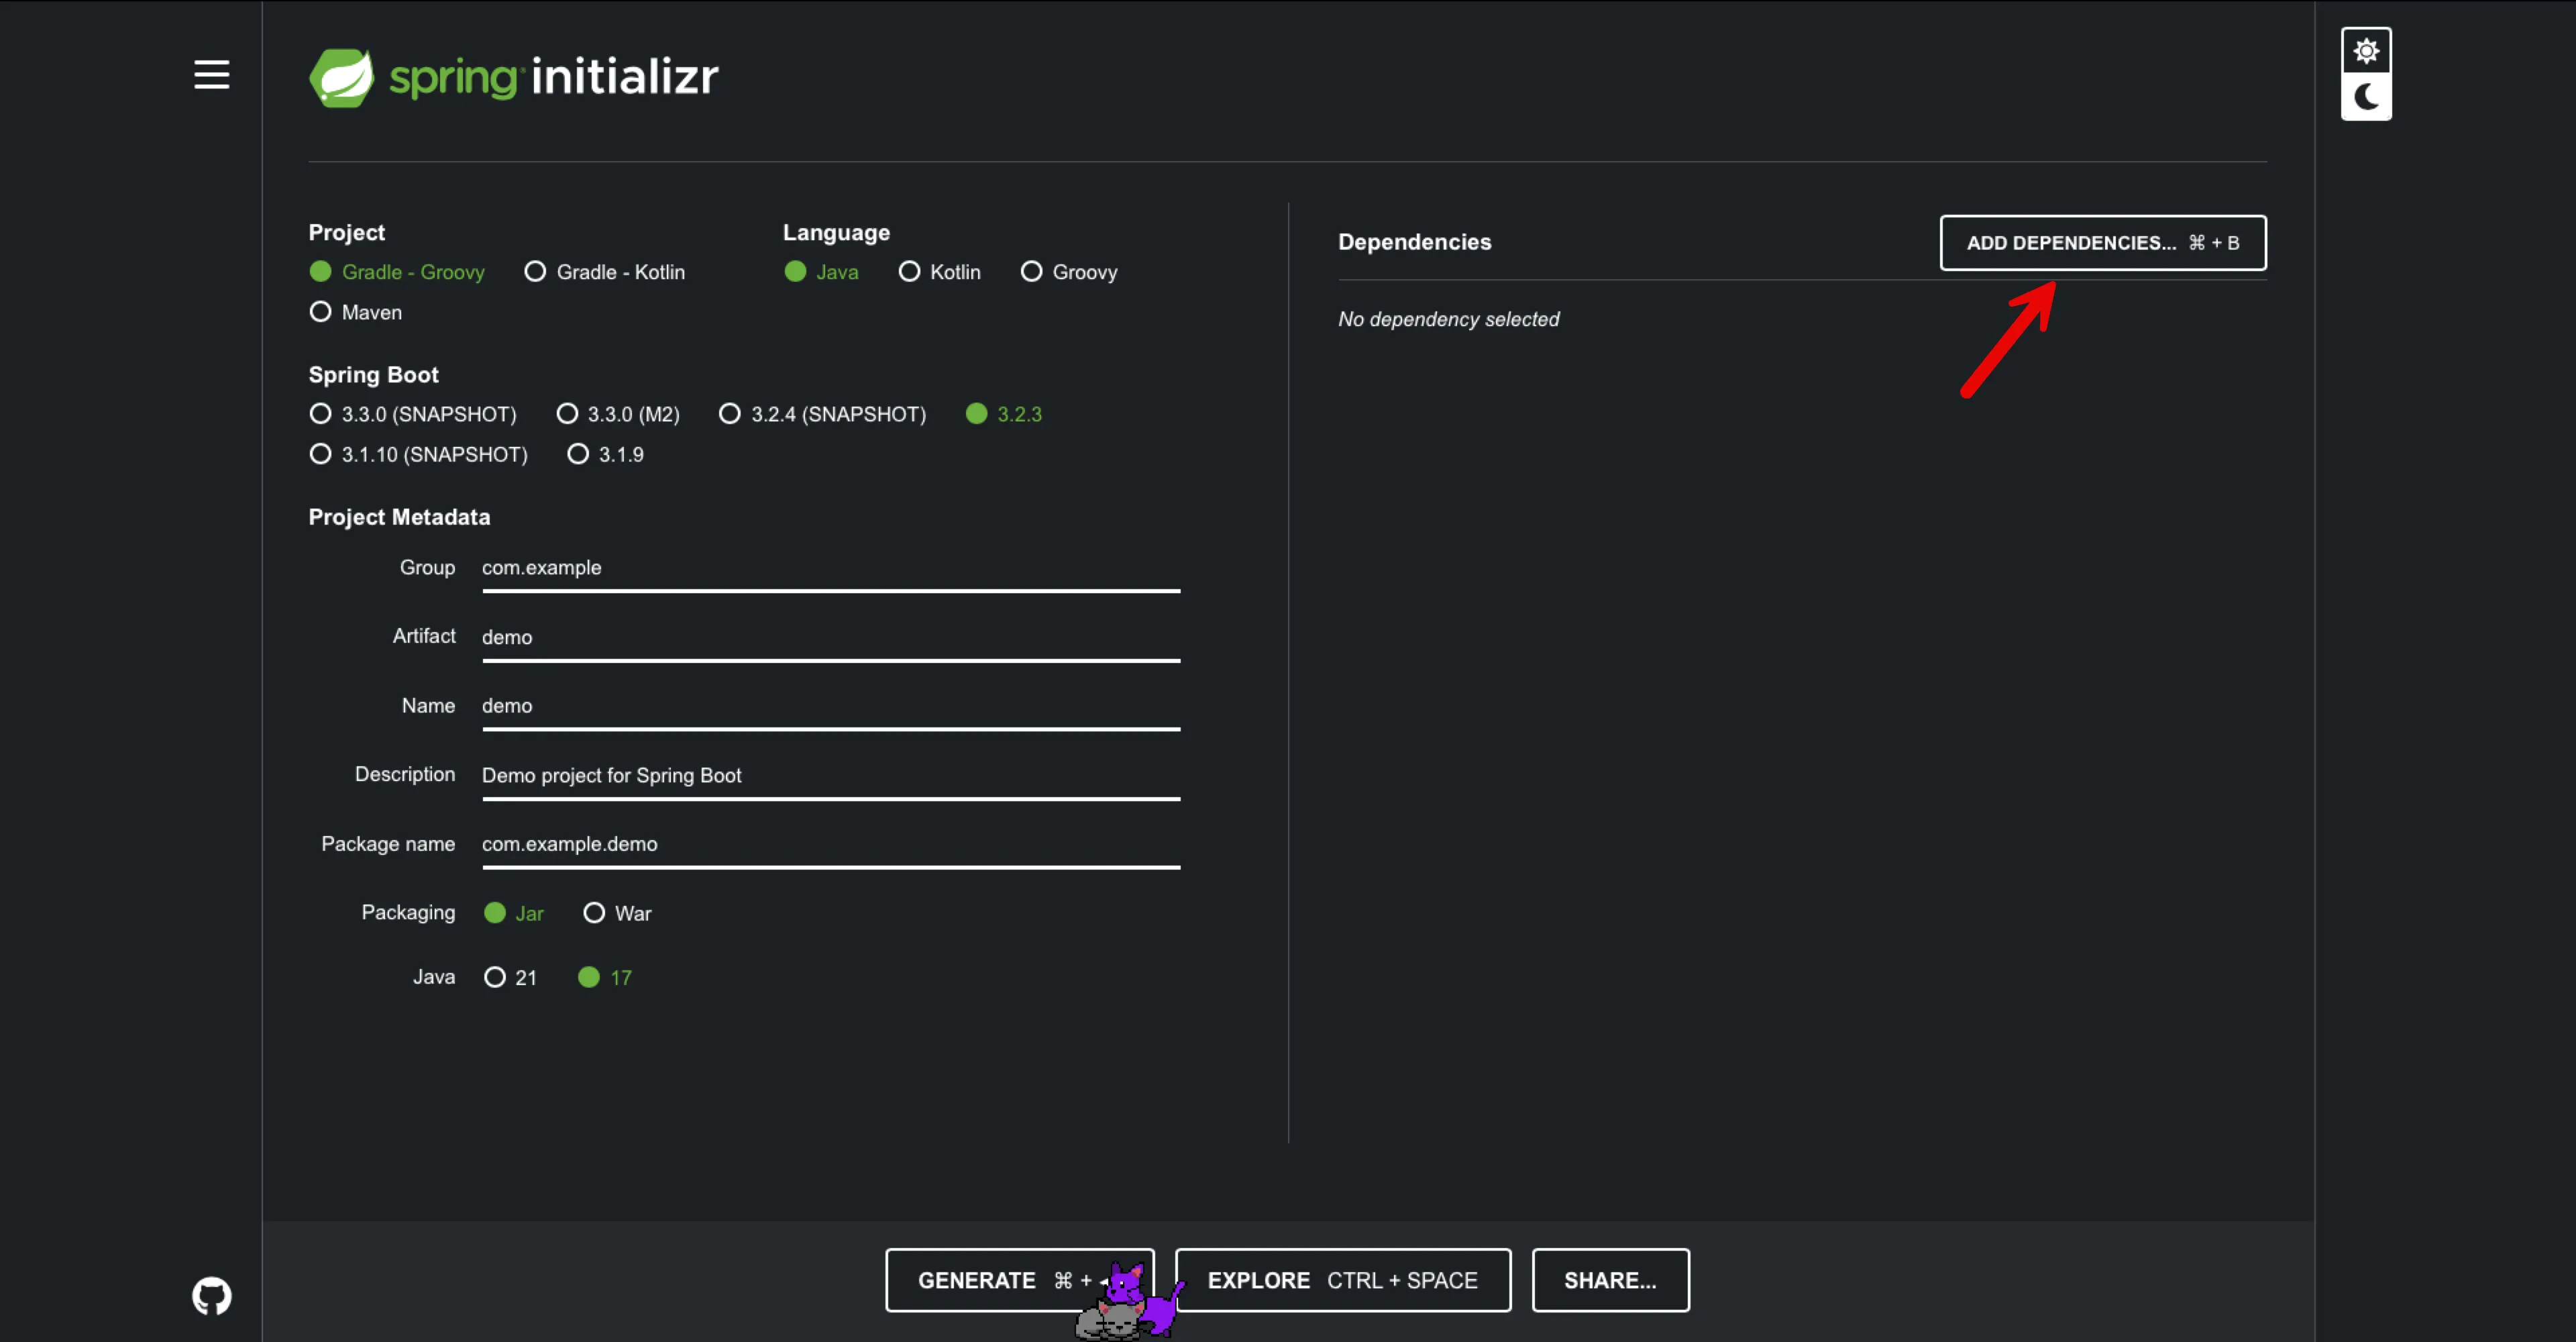 spring initializr
Project
Gradle - Groovy Gradle - Kotlin
Maven
Language
Java Kotlin Groovy
Spring Boot
3.3.0 (SNAPSHOT) 3.3.0 (M2) 3.2.4 (SNAPSHOT) 3.2.3
3.1.10 (SNAPSHOT) 3.1.9
Project Metadata
Group com.example
Artifact demo
Name demo
Description Demo project for Spring Boot
Package name com.example.demo
Packaging Jar War
Java 21 17
Dependencies ADD DEPENDENCIES... ⌘ + B
No dependency selected
GENERATE ⌘ + EXPLORE CTRL + SPACE SHARE...